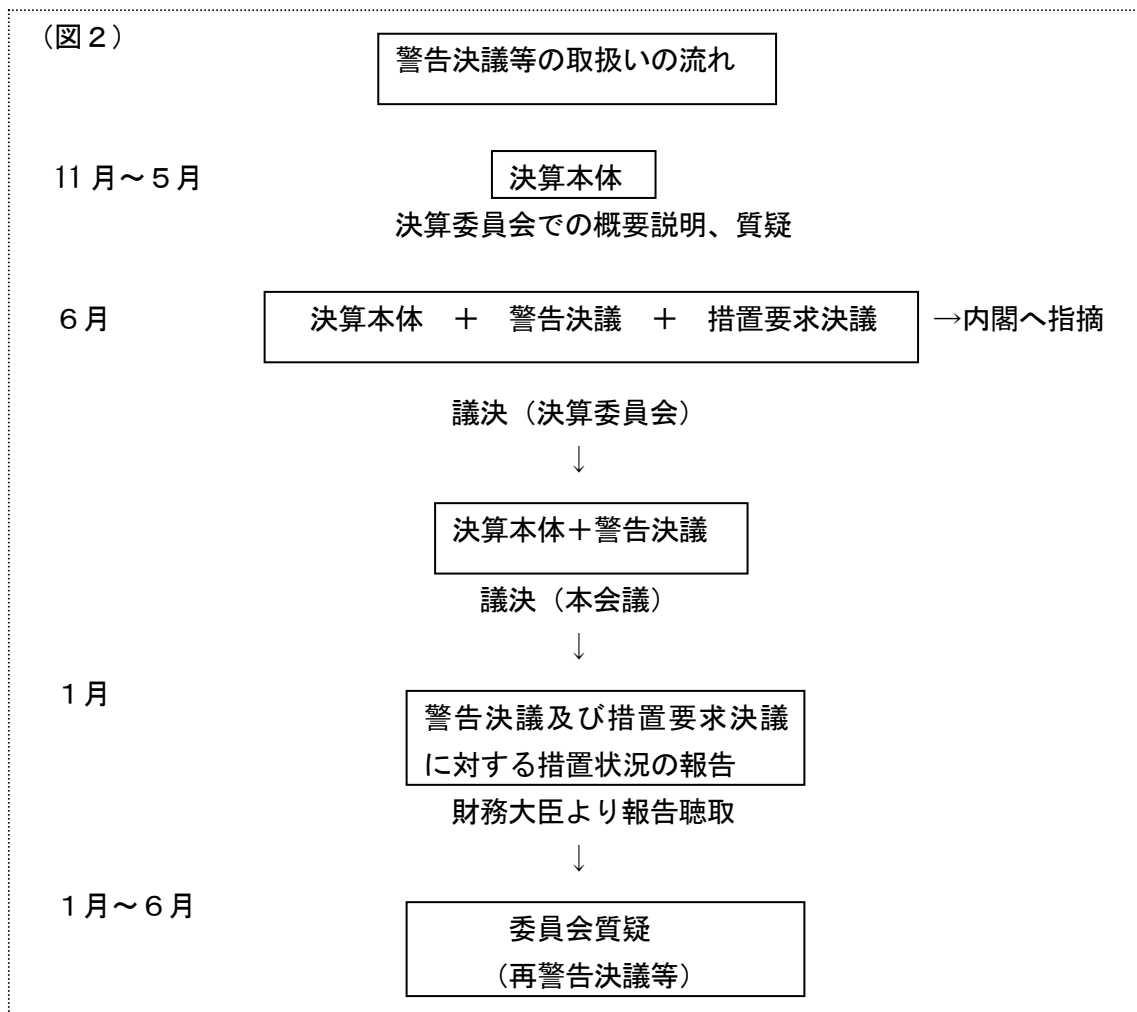 （図２）
警告決議等の取扱いの流れ
11月～５月
決算本体
決算委員会での概要説明、質疑
６月
決算本体　＋　警告決議　＋　措置要求決議　→内閣へ指摘
議決（決算委員会）
↓
決算本体＋警告決議
議決（本会議）
↓
１月
警告決議及び措置要求決議
に対する措置状況の報告
財務大臣より報告聴取
↓
１月～６月
委員会質疑
（再警告決議等）